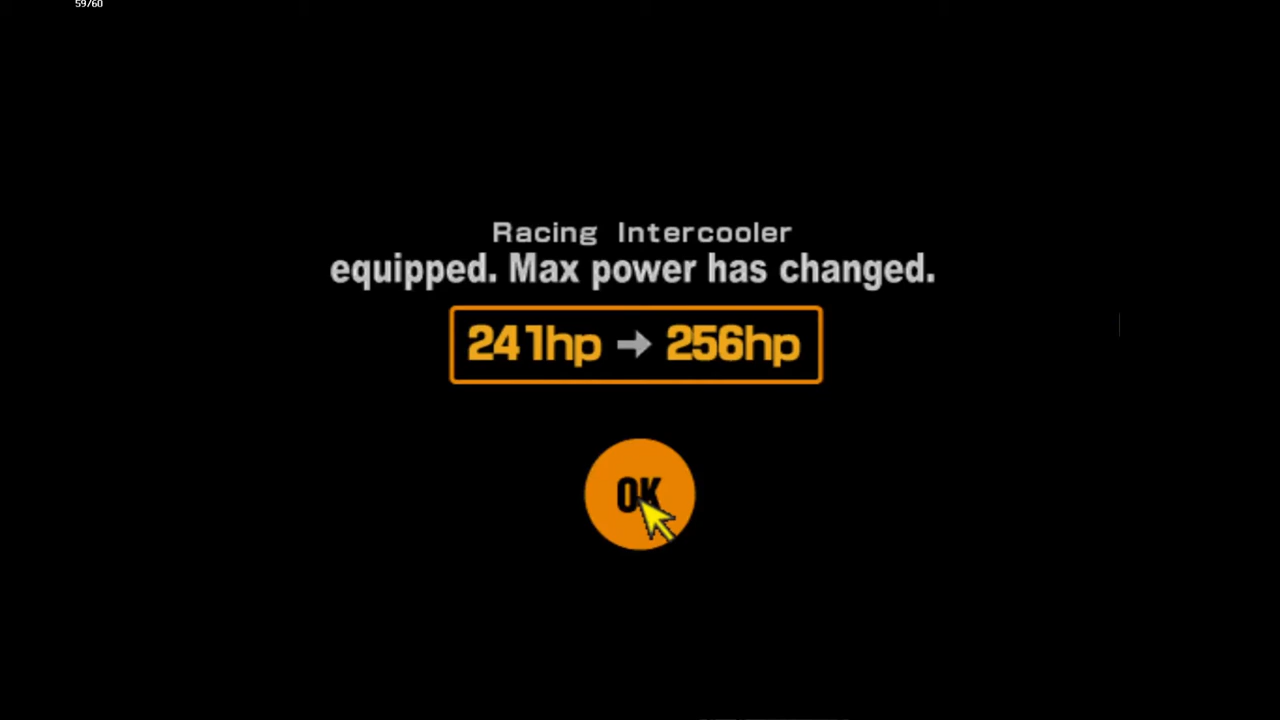 59/60
Racing Intercooler
equipped. Max power has changed.
241hp → 256hp
OK